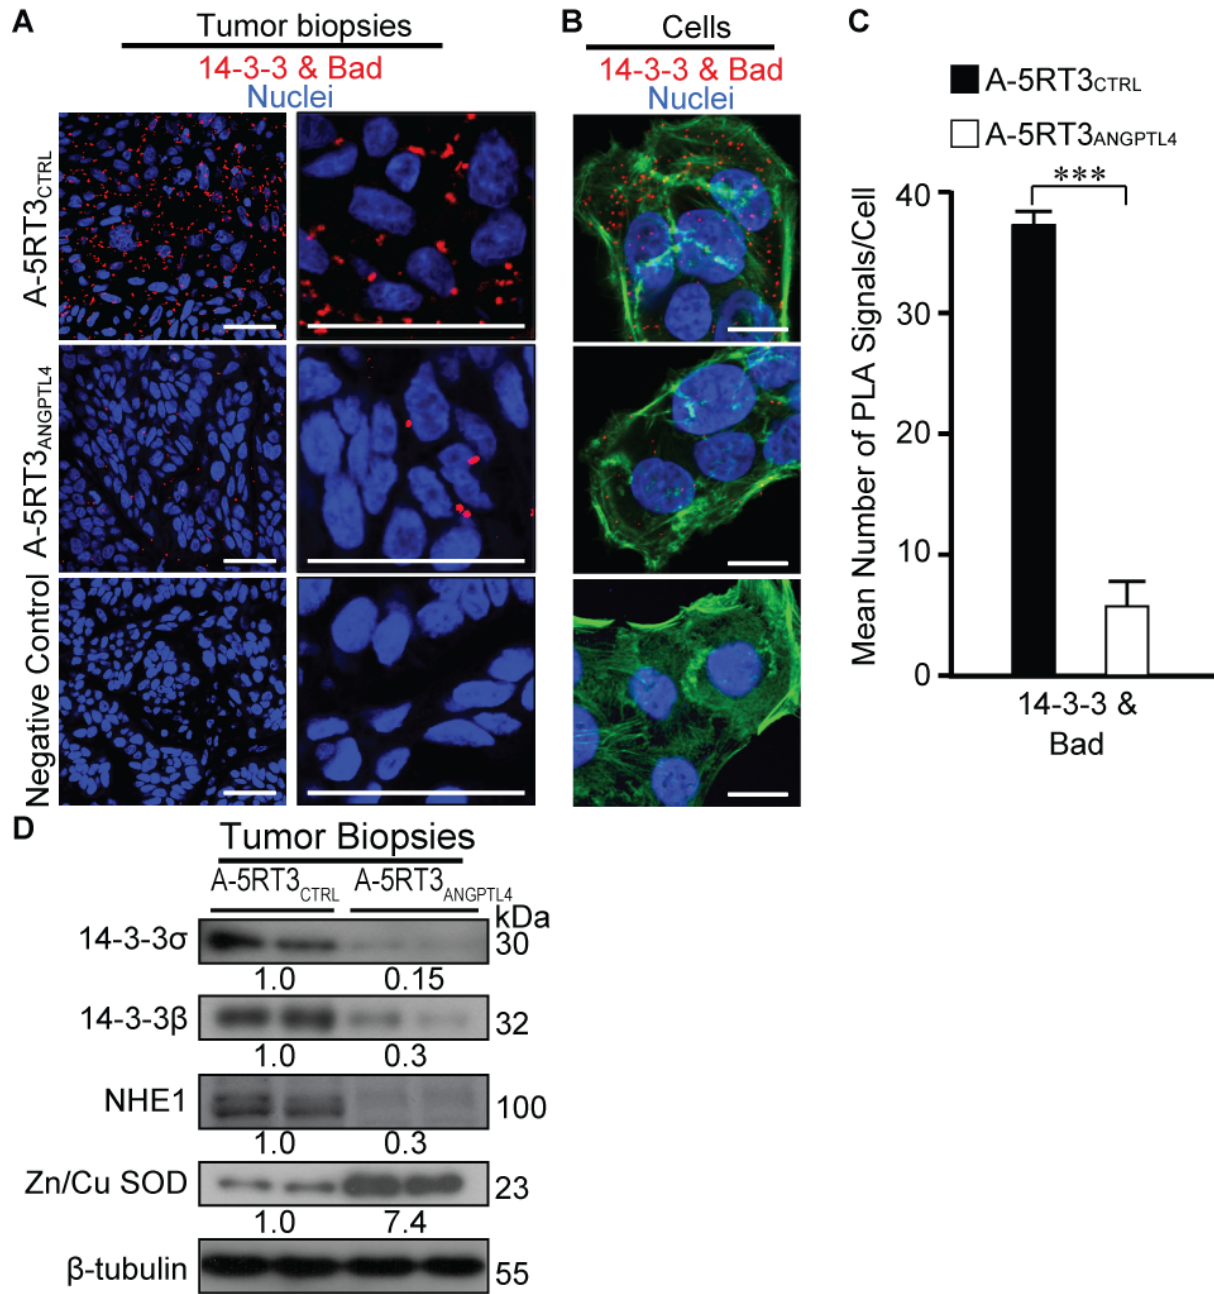 A
Tumor biopsies
14-3-3 & Bad
Nuclei
A-5RT3CTRL
A-5RT3ANGPTL4
Negative Control
B
Cells
14-3-3 & Bad
Nuclei
C
A-5RT3CTRL
A-5RT3ANGPTL4
***
Mean Number of PLA Signals/Cell
40
30
20
10
0
14-3-3 &
Bad
D
Tumor Biopsies
A-5RT3CTRL A-5RT3ANGPTL4
kDa
14-3-3σ 30
1.0 0.15
14-3-3β 32
1.0 0.3
NHE1 100
1.0 0.3
Zn/Cu SOD 23
1.0 7.4
β-tubulin 55